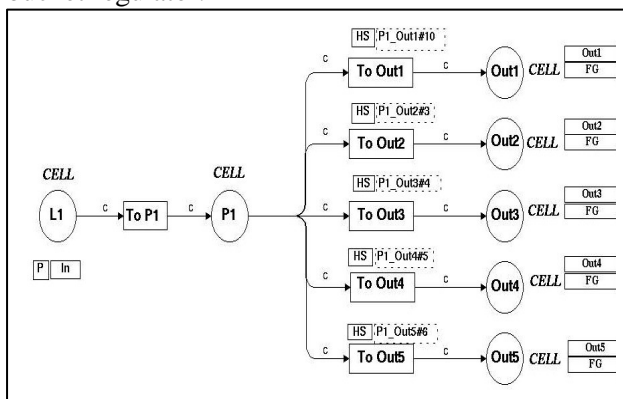 HS P1_Out1#10
c To Out1 c Out1 CELL Out1
FG
HS P1_Out2#3
c To Out2 c Out2 CELL Out2
FG
CELL CELL
HS P1_Out3#4
L1 c To P1 c P1 c To Out3 c Out3 CELL Out3
FG
P In
HS P1_Out4#5
c To Out4 c Out4 CELL Out4
FG
HS P1_Out5#6
c To Out5 c Out5 CELL Out5
FG